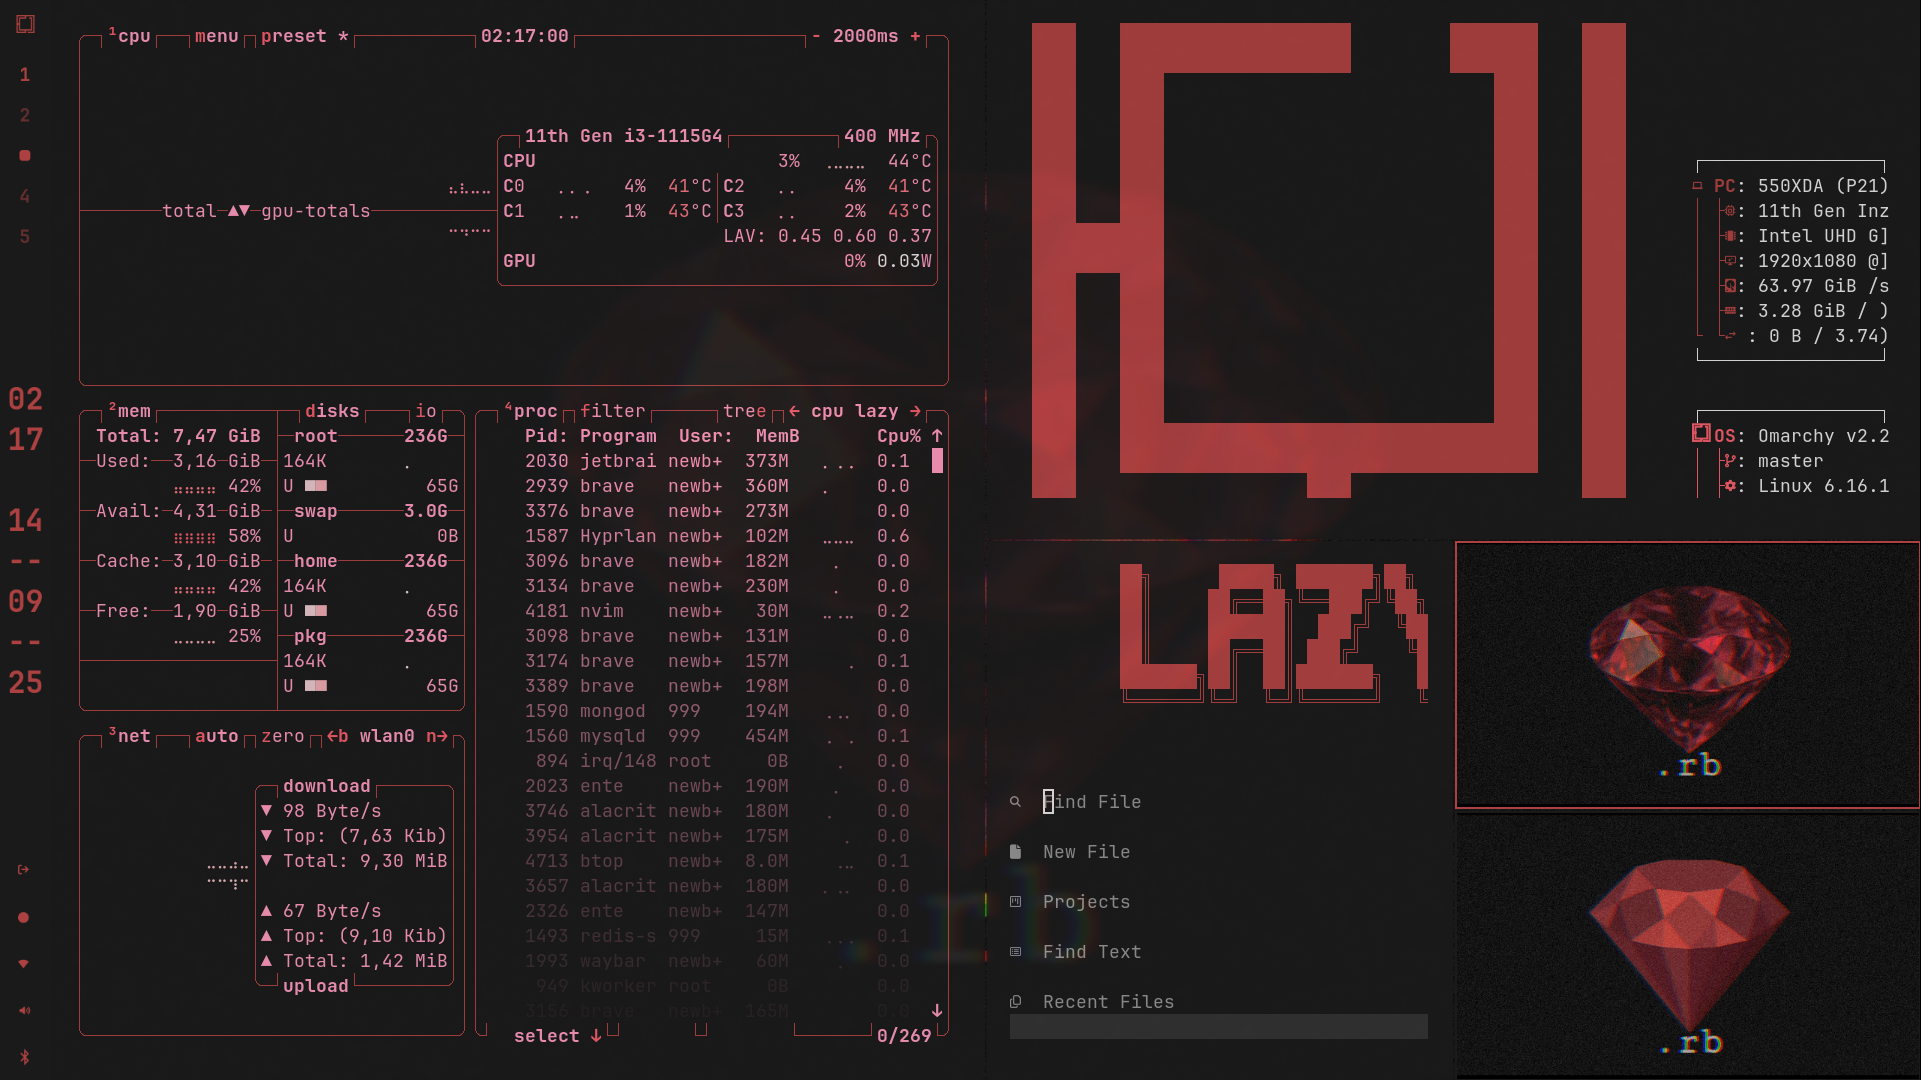 1
2
4
5
02
17
14
--
09
--
25
¹cpu menu preset * 02:17:00 - 2000ms +
11th Gen i3-1115G4 400 MHz
CPU 3% 44°C
C0 4% 41°C C2 4% 41°C
C1 1% 43°C C3 2% 43°C
LAV: 0.45 0.60 0.37
GPU 0% 0.03W
total ▲▼ gpu-totals
²mem disks io
Total: 7,47 GiB
Used: 3,16 GiB
42%
Avail: 4,31 GiB
58%
Cache: 3,10 GiB
42%
Free: 1,90 GiB
25%
root 236G
164K
U 65G
swap 3.0G
U 0B
home 236G
164K
U 65G
pkg 236G
164K
U 65G
³net auto zero ←b wlan0 n→
download
▼ 98 Byte/s
▼ Top: (7,63 Kib)
▼ Total: 9,30 MiB
▲ 67 Byte/s
▲ Top: (9,10 Kib)
▲ Total: 1,42 MiB
upload
⁴proc filter tree ← cpu lazy →
Pid: Program User: MemB Cpu% ↑
2030 jetbrai newb+ 373M 0.1
2939 brave newb+ 360M 0.0
3376 brave newb+ 273M 0.0
1587 Hyprlan newb+ 102M 0.6
3096 brave newb+ 182M 0.0
3134 brave newb+ 230M 0.0
4181 nvim newb+ 30M 0.2
3098 brave newb+ 131M 0.0
3174 brave newb+ 157M 0.1
3389 brave newb+ 198M 0.0
1590 mongod 999 194M 0.0
1560 mysqld 999 454M 0.1
894 irq/148 root 0B 0.0
2023 ente newb+ 190M 0.0
3746 alacrit newb+ 180M 0.0
3954 alacrit newb+ 175M 0.0
4713 btop newb+ 8.0M 0.1
3657 alacrit newb+ 180M 0.0
2326 ente newb+ 147M 0.0
1493 redis-s 999 15M 0.1
1993 waybar newb+ 60M 0.0
949 kworker root 0B 0.0
3156 brave newb+ 165M 0.0
select ↓ 0/269 ↓
PC: 550XDA (P21)
: 11th Gen Inz
: Intel UHD G]
: 1920x1080 @]
: 63.97 GiB /s
: 3.28 GiB / )
: 0 B / 3.74)
OS: Omarchy v2.2
: master
: Linux 6.16.1
LAZY
Find File
New File
Projects
Find Text
Recent Files
.rb
.rb
.rb